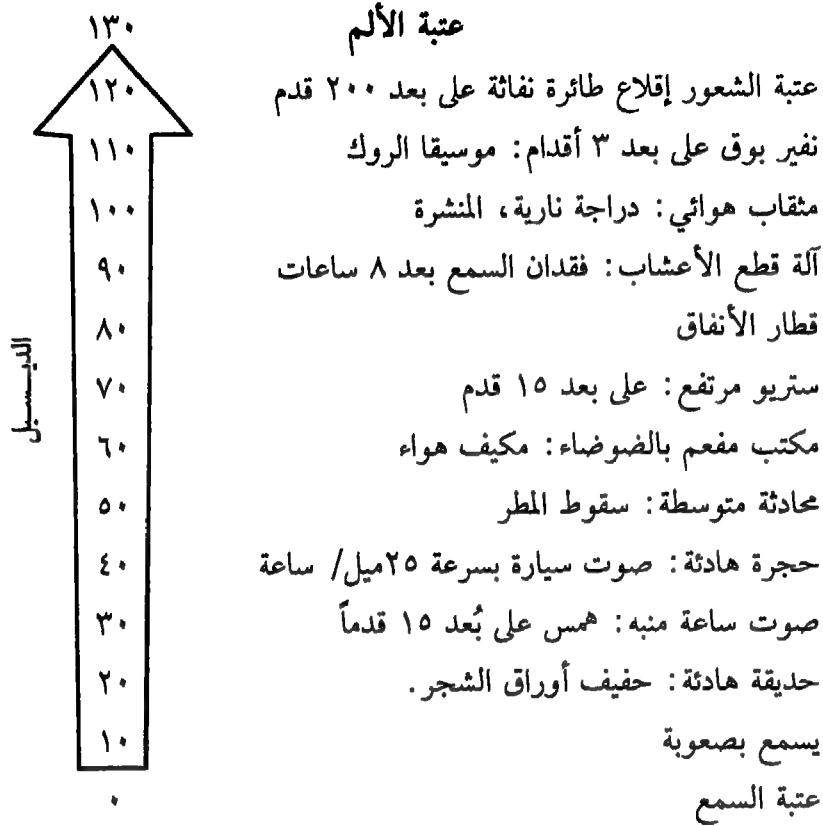 عتبة الألم ١٣٠
عتبة الشعور إقلاع طائرة نفاثة على بعد ٢٠٠ قدم ١٢٠
نفير بوق على بعد ٣ أقدام: موسيقا الروك ١١٠
مثقاب هوائي: دراجة نارية، المنشرة ١٠٠
آلة قطع الأعشاب: فقدان السمع بعد ٨ ساعات ٩٠
قطار الأنفاق ٨٠
ستريو مرتفع: على بعد ١٥ قدم ٧٠
مكتب مفعم بالضوضاء: مكيف هواء ٦٠
محادثة متوسطة: سقوط المطر ٥٠
حجرة هادئة: صوت سيارة بسرعة ٢٥ميل/ ساعة ٤٠
صوت ساعة منبه: همس على بُعد ١٥ قدماً ٣٠
حديقة هادئة: حفيف أوراق الشجر. ٢٠
يسمع بصعوبة ١٠
عتبة السمع ٠
الديـسـبل